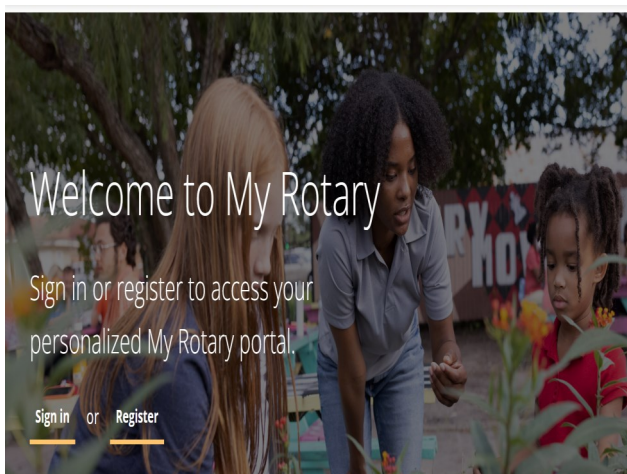 Welcome to My Rotary
Sign in or register to access your
personalized My Rotary portal.
Sign in or Register